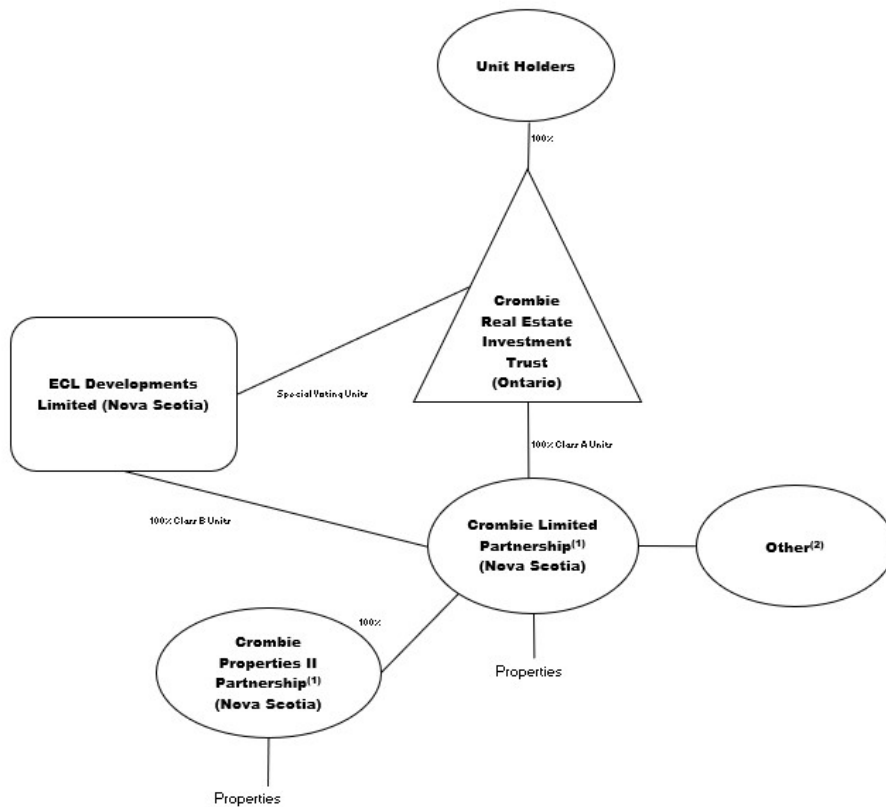 Unit Holders
100%
Crombie
Real Estate
Investment
Trust
(Ontario)
ECL Developments
Limited (Nova Scotia)
Special Voting Units
100% Class A Units
100% Class B Units
Crombie Limited
Partnership(1)
(Nova Scotia)
Other(2)
100%
Crombie
Properties II
Partnership(1)
(Nova Scotia)
Properties
Properties